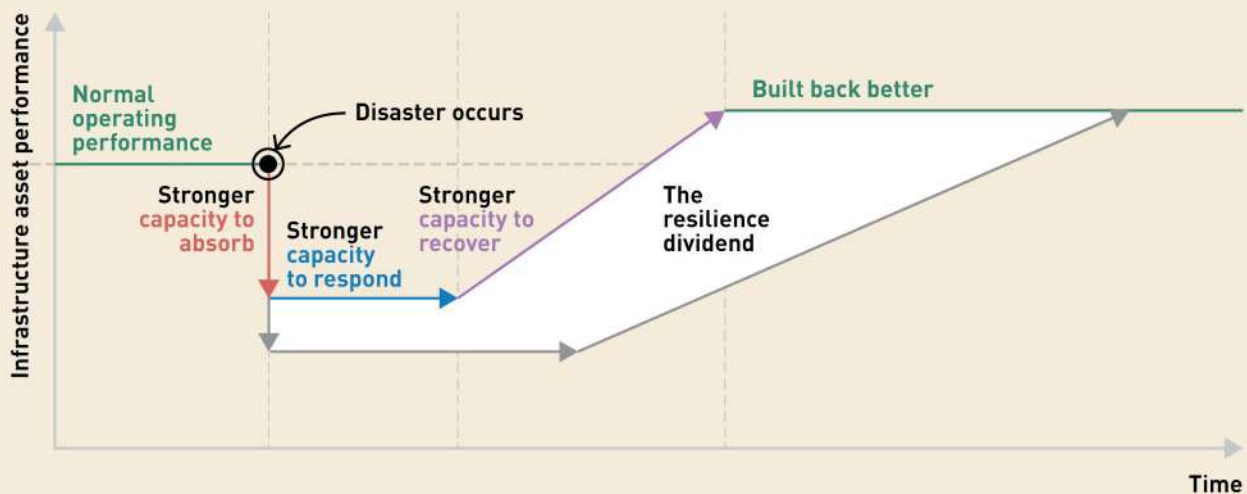 Infrastructure asset performance
Normal
operating
performance
Disaster occurs
Built back better
Stronger
capacity to
absorb
Stronger
capacity
to respond
Stronger
capacity to
recover
The
resilience
dividend
Time